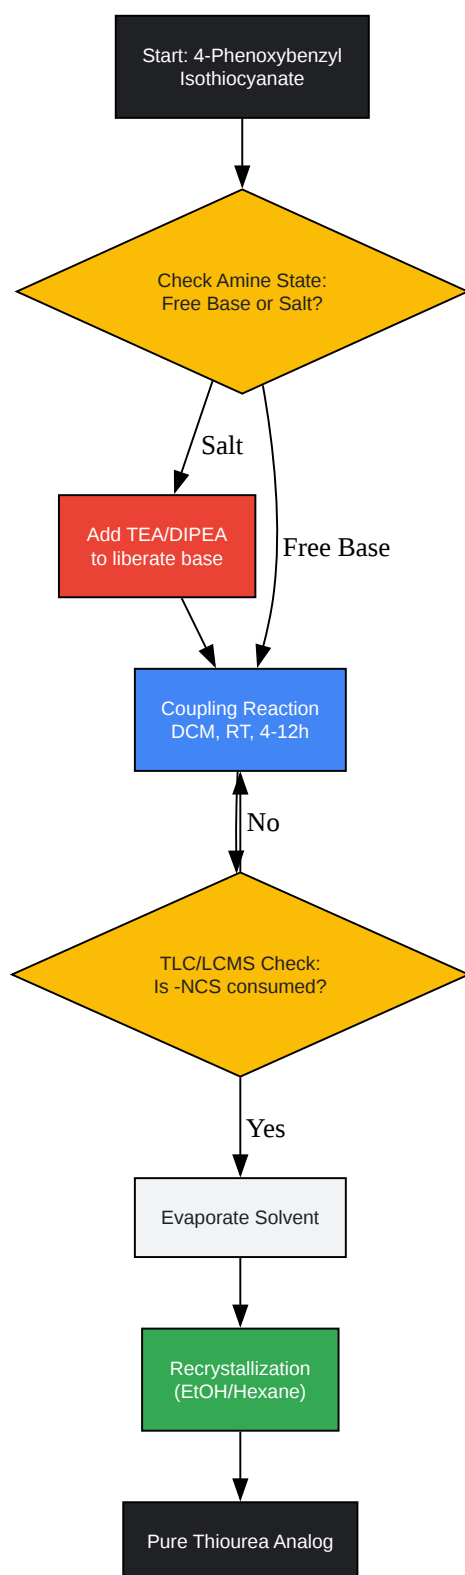 Start: 4-Phenoxybenzyl
Isothiocyanate
Check Amine State:
Free Base or Salt?
Salt
Add TEA/DIPEA
to liberate base
Free Base
Coupling Reaction
DCM, RT, 4-12h
No
TLC/LCMS Check:
Is -NCS consumed?
Yes
Evaporate Solvent
Recrystallization
(EtOH/Hexane)
Pure Thiourea Analog